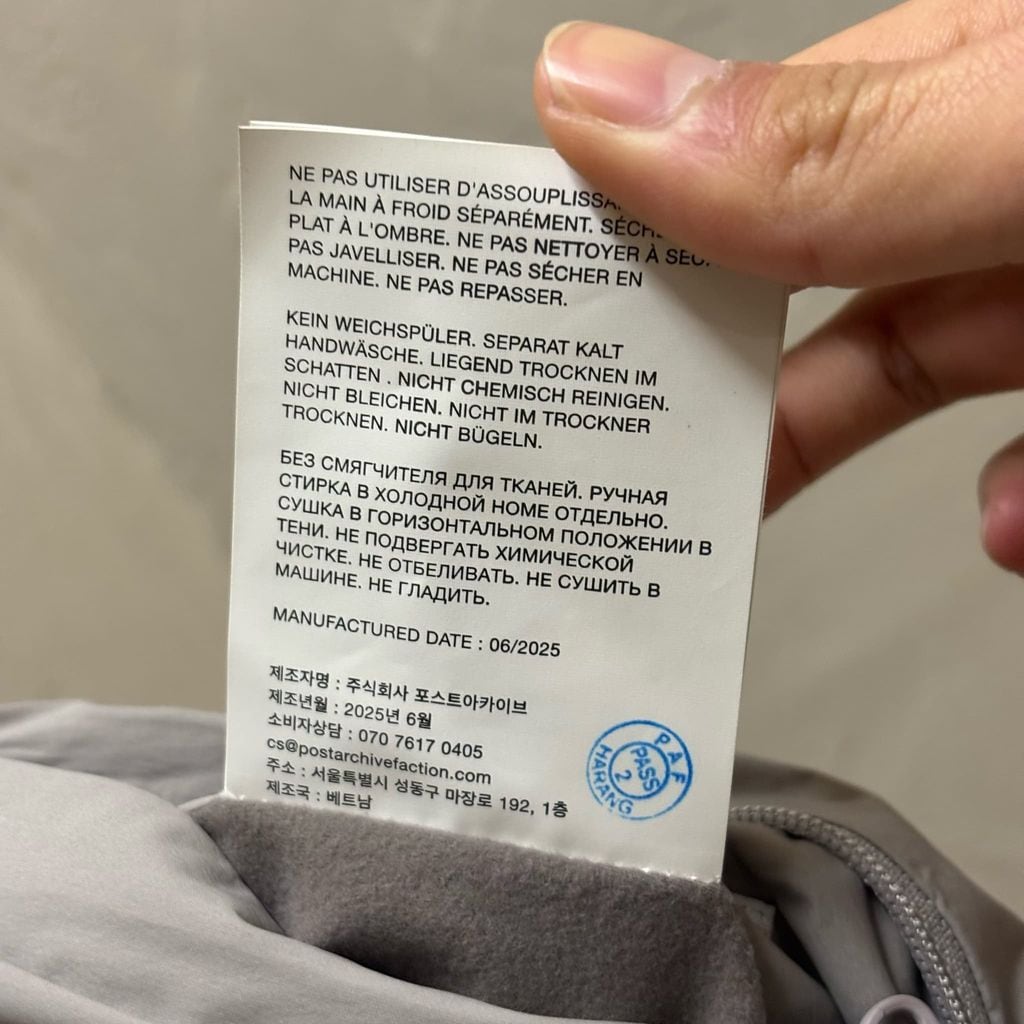 NE PAS UTILISER D'ASSOUPLISSA
LA MAIN À FROID SÉPARÉMENT. SÉCH
PLAT À L'OMBRE. NE PAS NETTOYER À SEC.
PAS JAVELLISER. NE PAS SÉCHER EN
MACHINE. NE PAS REPASSER.
KEIN WEICHSPÜLER. SEPARAT KALT
HANDWÄSCHE. LIEGEND TROCKNEN IM
SCHATTEN . NICHT CHEMISCH REINIGEN.
NICHT BLEICHEN. NICHT IM TROCKNER
TROCKNEN. NICHT BÜGELN.
БЕЗ СМЯГЧИТЕЛЯ ДЛЯ ТКАНЕЙ. РУЧНАЯ
СТИРКА В ХОЛОДНОЙ НОМЕ ОТДЕЛЬНО.
СУШКА В ГОРИЗОНТАЛЬНОМ ПОЛОЖЕНИИ В
ТЕНИ. НЕ ПОДВЕРГАТЬ ХИМИЧЕСКОЙ
ЧИСТКЕ. НЕ ОТБЕЛИВАТЬ. НЕ СУШИТЬ В
МАШИНЕ. НЕ ГЛАДИТЬ.
MANUFACTURED DATE : 06/2025
제조자명 : 주식회사 포스트아카이브
제조년월 : 2025년 6월
소비자상담 : 070 7617 0405
cs@postarchivefaction.com
주소 : 서울특별시 성동구 마장로 192, 1층
제조국 : 베트남
P A F
PASS
2
HARANG